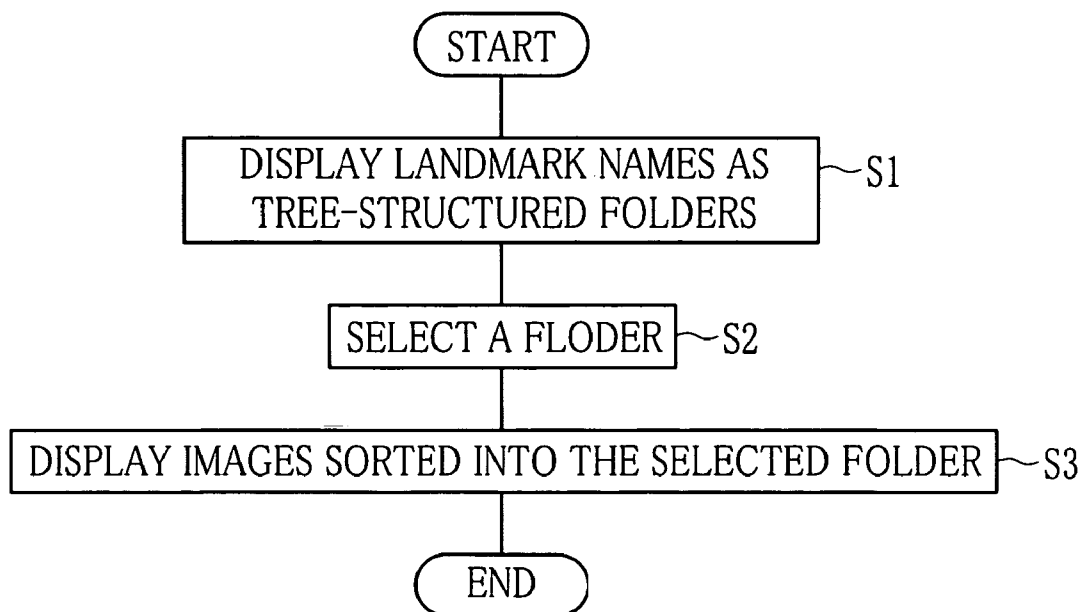 START
DISPLAY LANDMARK NAMES AS
TREE-STRUCTURED FOLDERS
S1
SELECT A FLODER
S2
DISPLAY IMAGES SORTED INTO THE SELECTED FOLDER
S3
END